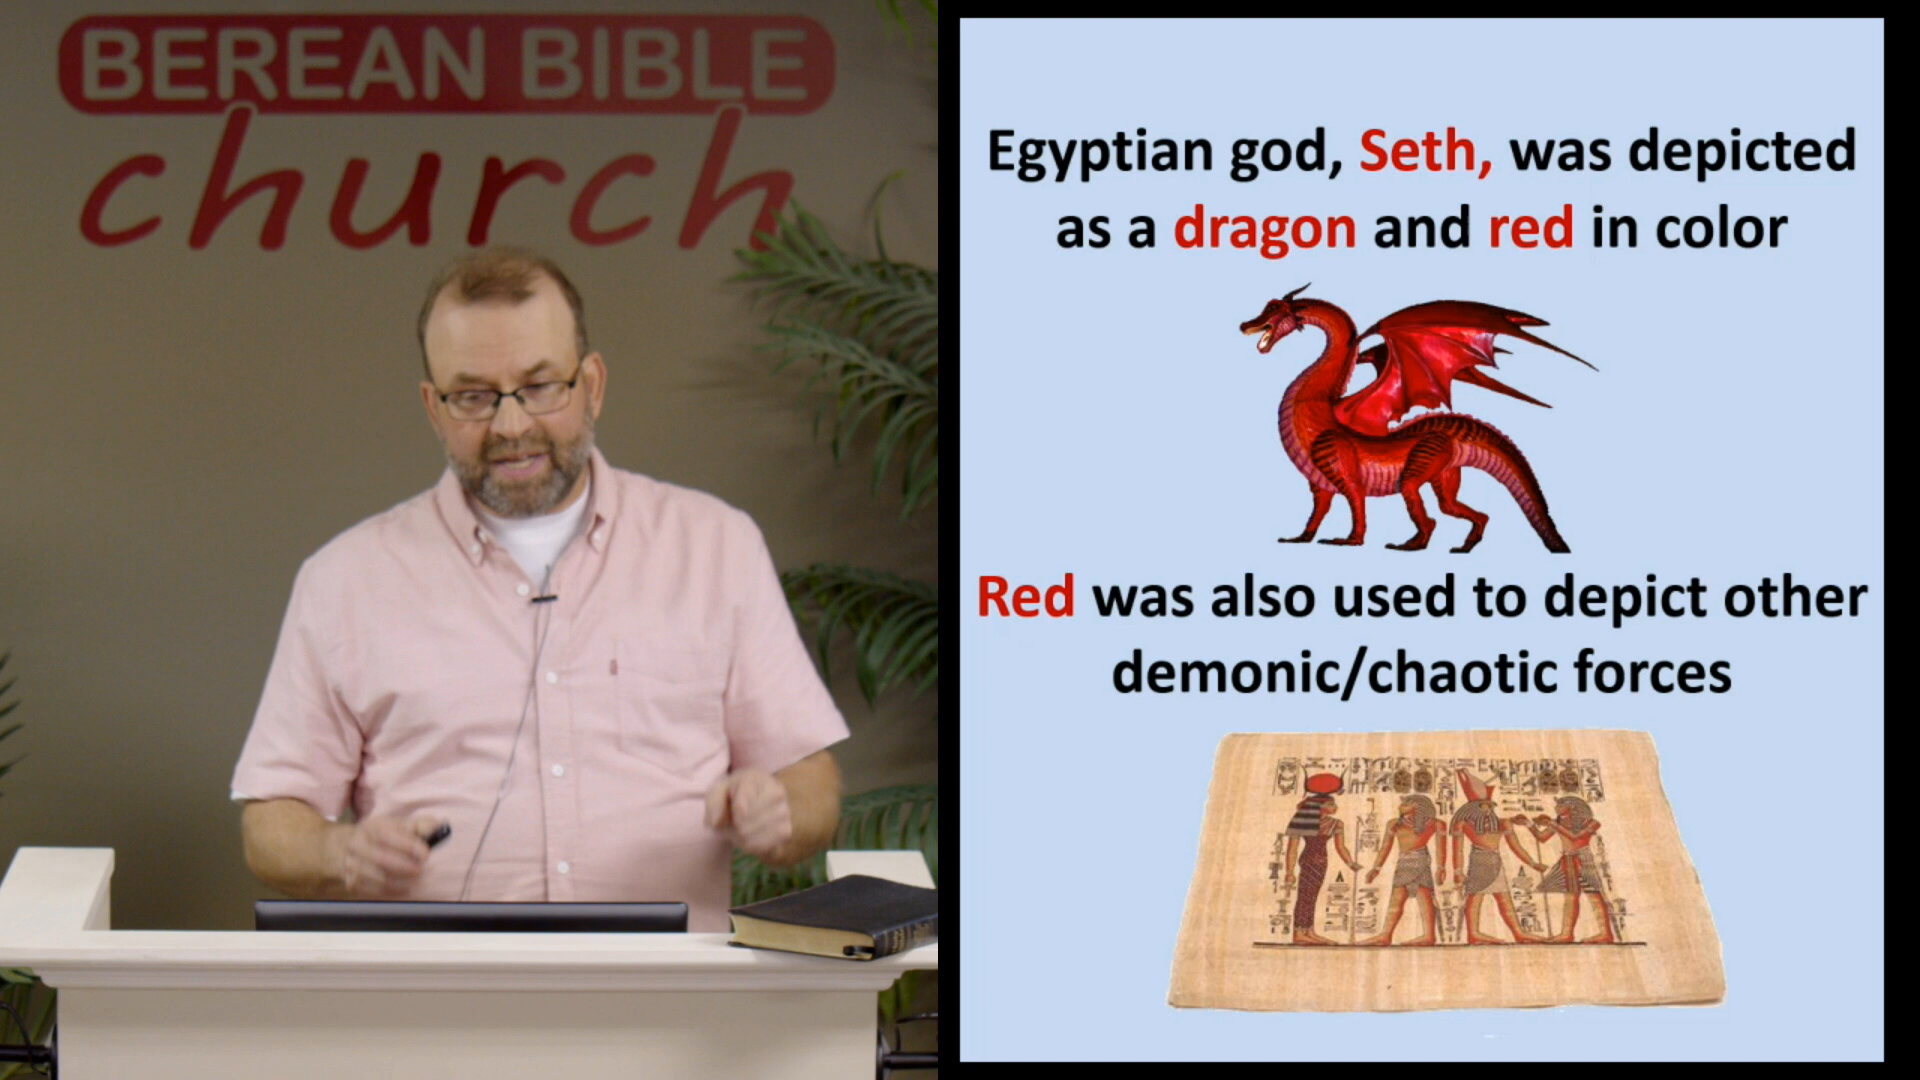 BEREAN BIBLE
church
Egyptian god, Seth, was depicted
as a dragon and red in color
Red was also used to depict other
demonic/chaotic forces